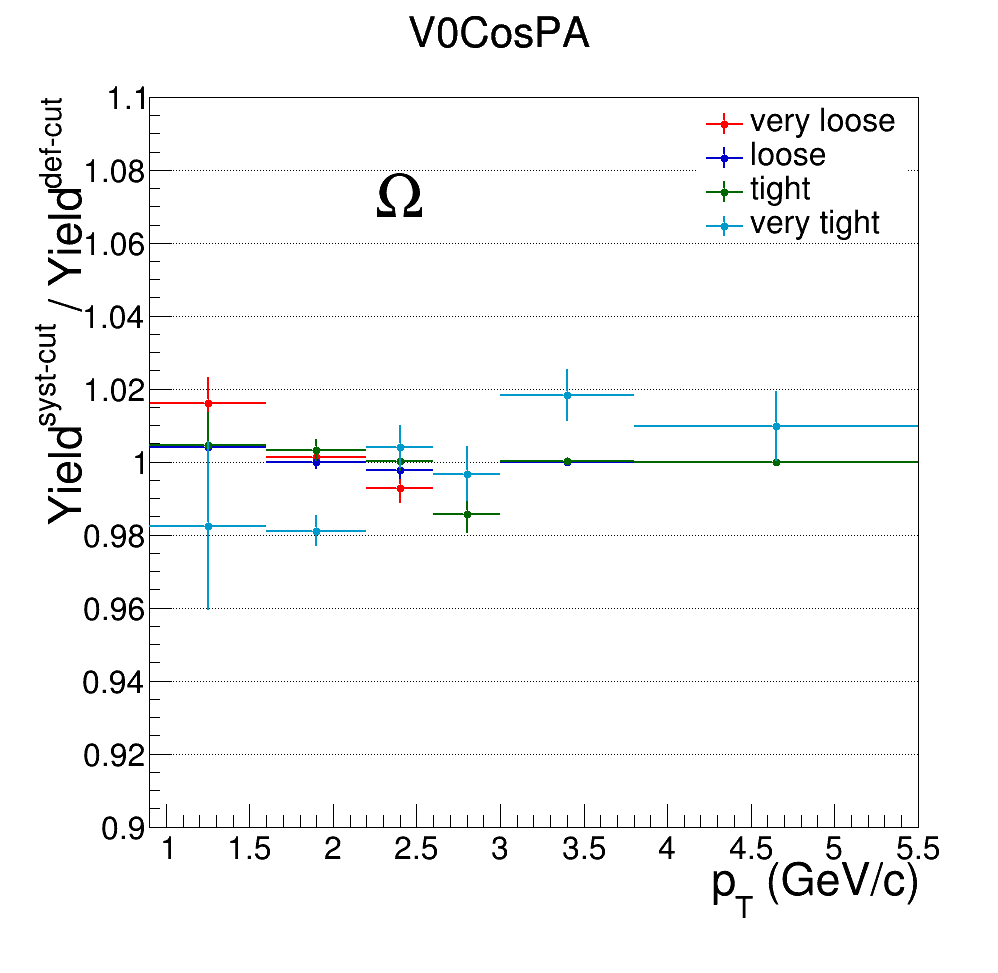 V0CosPA
Yield^syst-cut / Yield^def-cut
1.1
1.08
1.06
1.04
1.02
1
0.98
0.96
0.94
0.92
0.9
Ω
very loose
loose
tight
very tight
1 1.5 2 2.5 3 3.5 4 4.5 5 5.5
p_T (GeV/c)